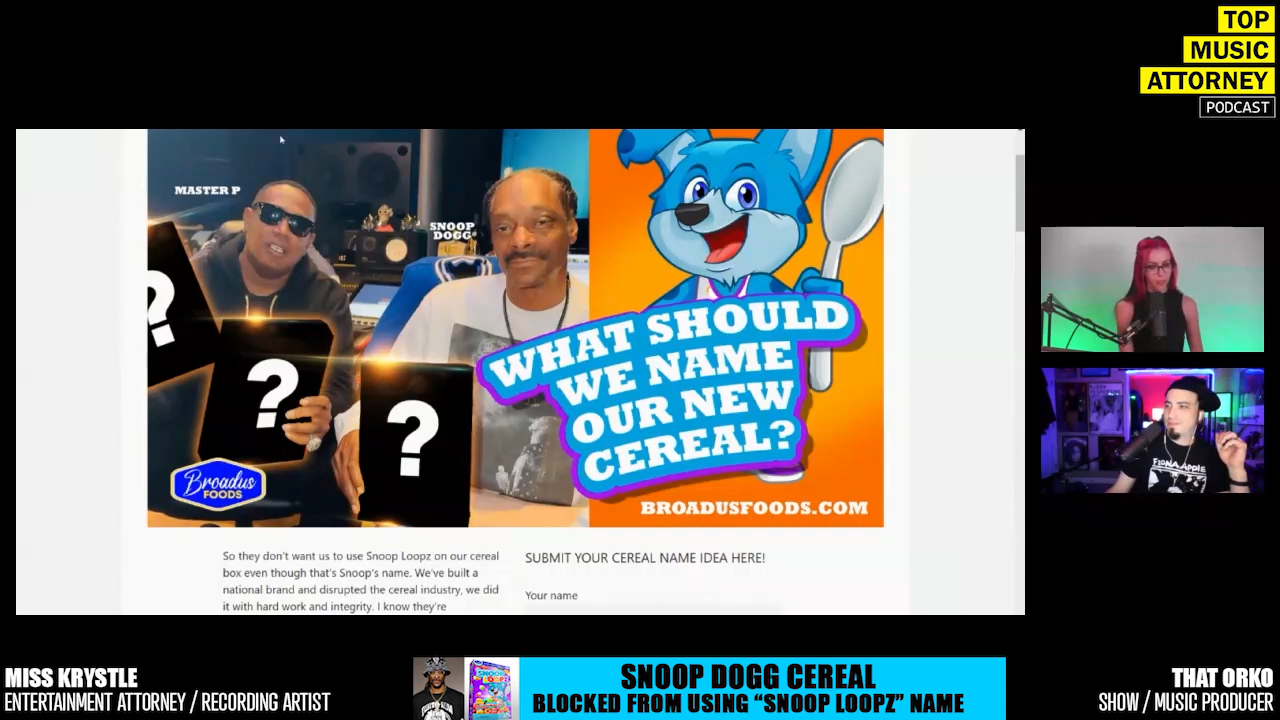 TOP
MUSIC
ATTORNEY
PODCAST
MASTER P
SNOOP
DOGG
?
?
?
WHAT SHOULD
WE NAME
OUR NEW
CEREAL?
Broadus
FOODS
BROADUSFOODS.COM
So they don't want us to use Snoop Loopz on our cereal
box even though that's Snoop's name. We've built a
national brand and disrupted the cereal industry, we did
it with hard work and integrity. I know they're
SUBMIT YOUR CEREAL NAME IDEA HERE!
Your name
FIONA APPLE
MISS KRYSTLE
ENTERTAINMENT ATTORNEY / RECORDING ARTIST
SNOOP DOGG CEREAL
BLOCKED FROM USING “SNOOP LOOPZ” NAME
THAT ORKO
SHOW / MUSIC PRODUCER